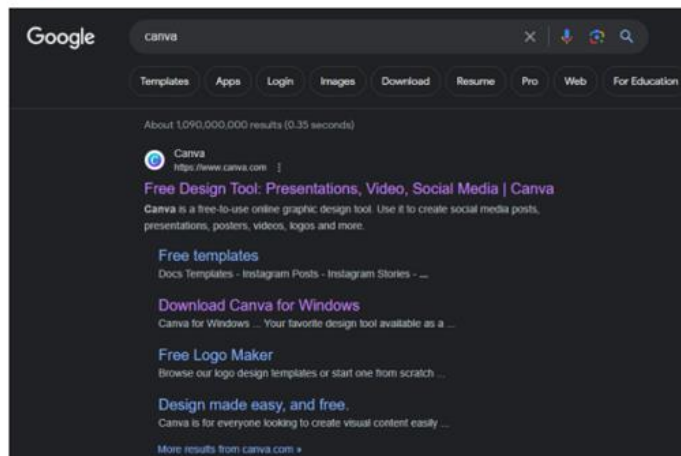 Google
canva
Templates Apps Login Images Download Resume Pro Web For Education
About 1,090,000,000 results (0.35 seconds)
Canva
https://www.canva.com
Free Design Tool: Presentations, Video, Social Media | Canva
Canva is a free-to-use online graphic design tool. Use it to create social media posts,
presentations, posters, videos, logos and more.
Free templates
Docs Templates - Instagram Posts - Instagram Stories - ...
Download Canva for Windows
Canva for Windows ... Your favorite design tool available as a ...
Free Logo Maker
Browse our logo design templates or start one from scratch ...
Design made easy, and free.
Canva is for everyone looking to create visual content easily ...
More results from canva.com »